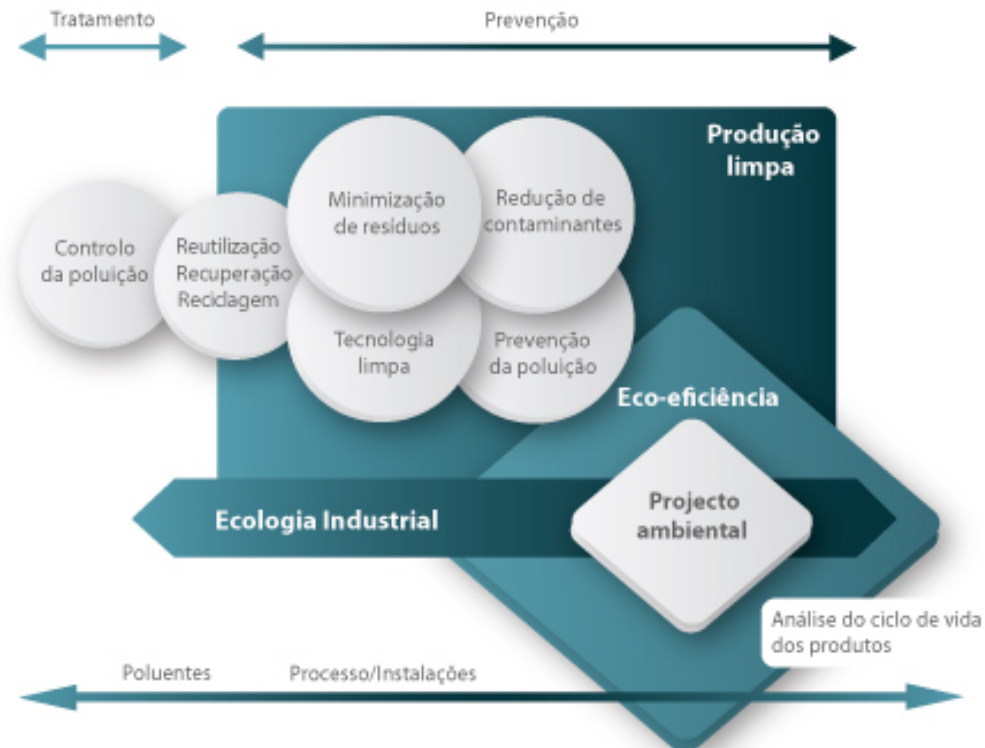 Tratamento
Prevenção
Produção
limpa
Minimização
de resíduos
Redução de
contaminantes
Controlo
da poluição
Reutilização
Recuperação
Reciclagem
Tecnologia
limpa
Prevenção
da poluição
Eco-eficiência
Projecto
ambiental
Ecologia Industrial
Análise do ciclo de vida
dos produtos
Poluentes
Processo/Instalações